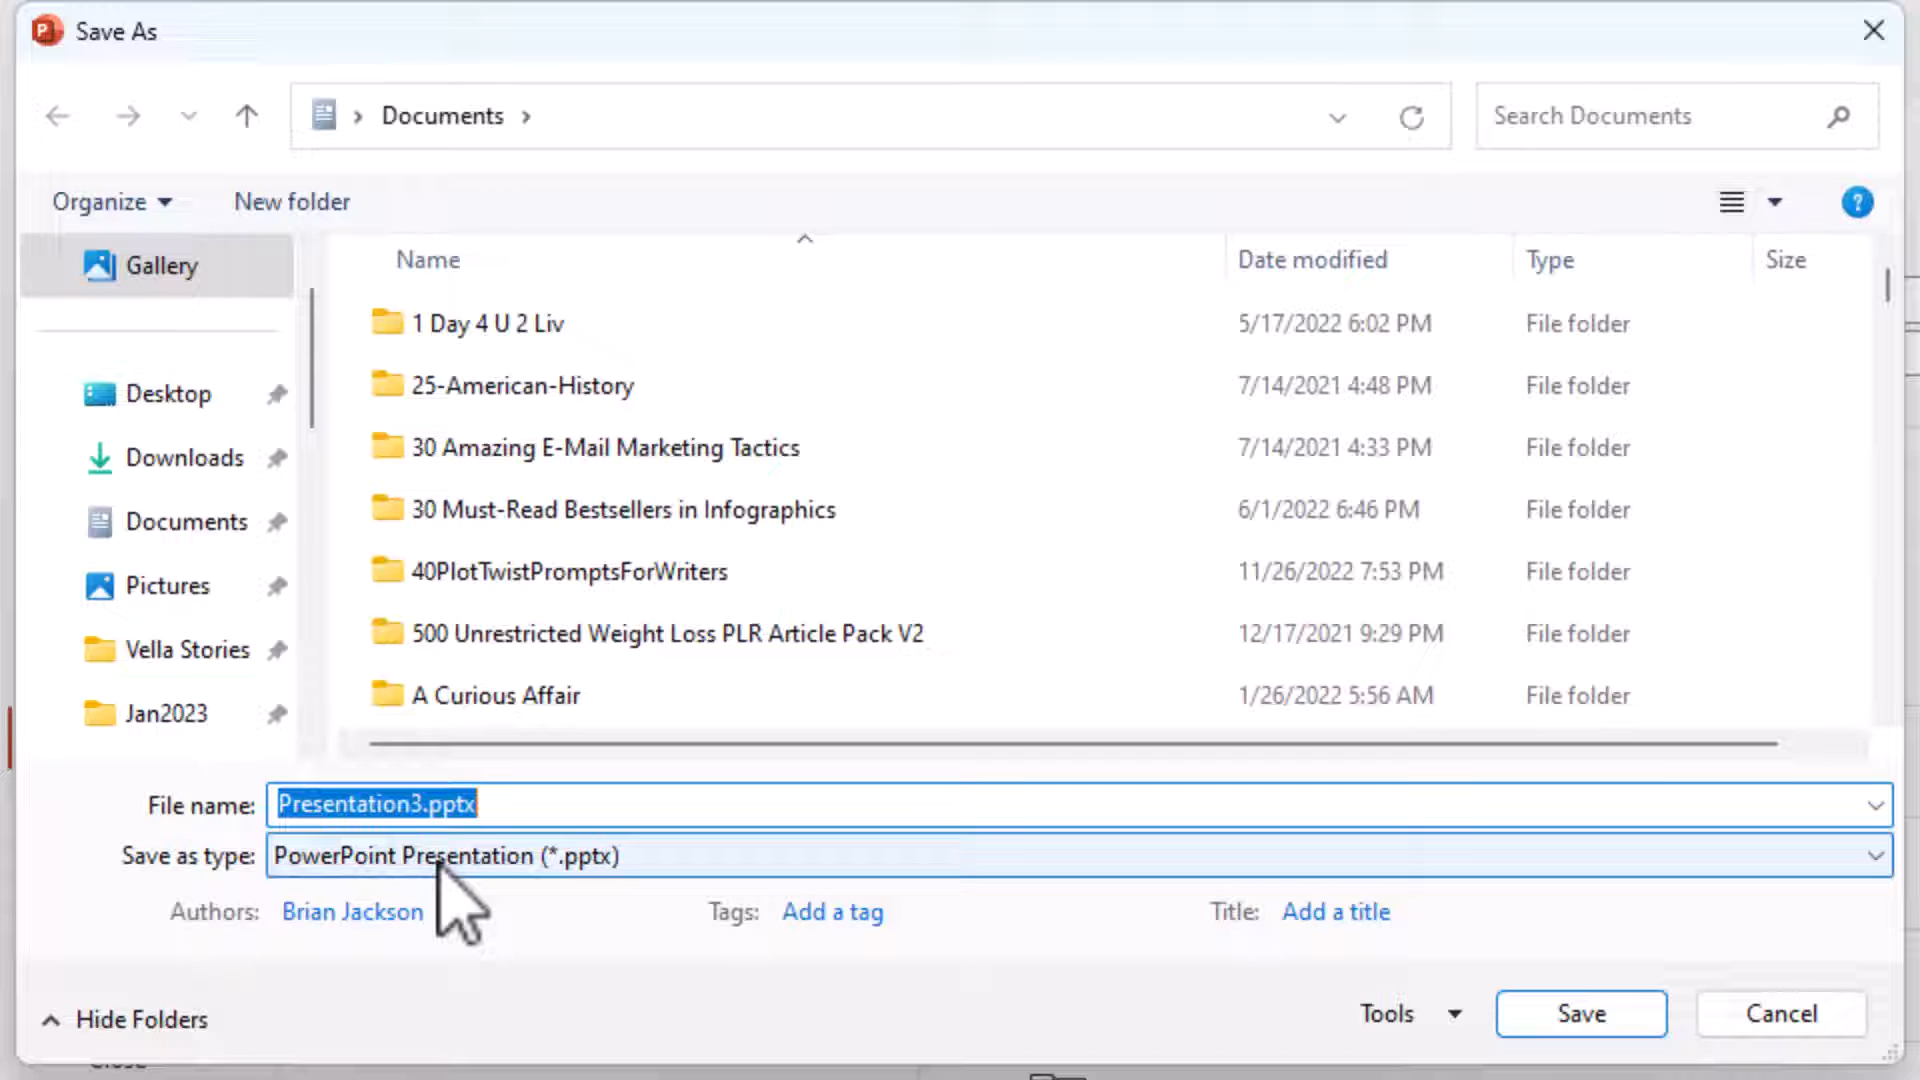 Save As
Documents
Search Documents
Organize
New folder
Gallery
Desktop
Downloads
Documents
Pictures
Vella Stories
Jan2023
Name Date modified Type Size
1 Day 4 U 2 Liv 5/17/2022 6:02 PM File folder
25-American-History 7/14/2021 4:48 PM File folder
30 Amazing E-Mail Marketing Tactics 7/14/2021 4:33 PM File folder
30 Must-Read Bestsellers in Infographics 6/1/2022 6:46 PM File folder
40PlotTwistPromptsForWriters 11/26/2022 7:53 PM File folder
500 Unrestricted Weight Loss PLR Article Pack V2 12/17/2021 9:29 PM File folder
A Curious Affair 1/26/2022 5:56 AM File folder
File name: Presentation3.pptx
Save as type: PowerPoint Presentation (*.pptx)
Authors: Brian Jackson Tags: Add a tag Title: Add a title
Hide Folders
Tools Save Cancel